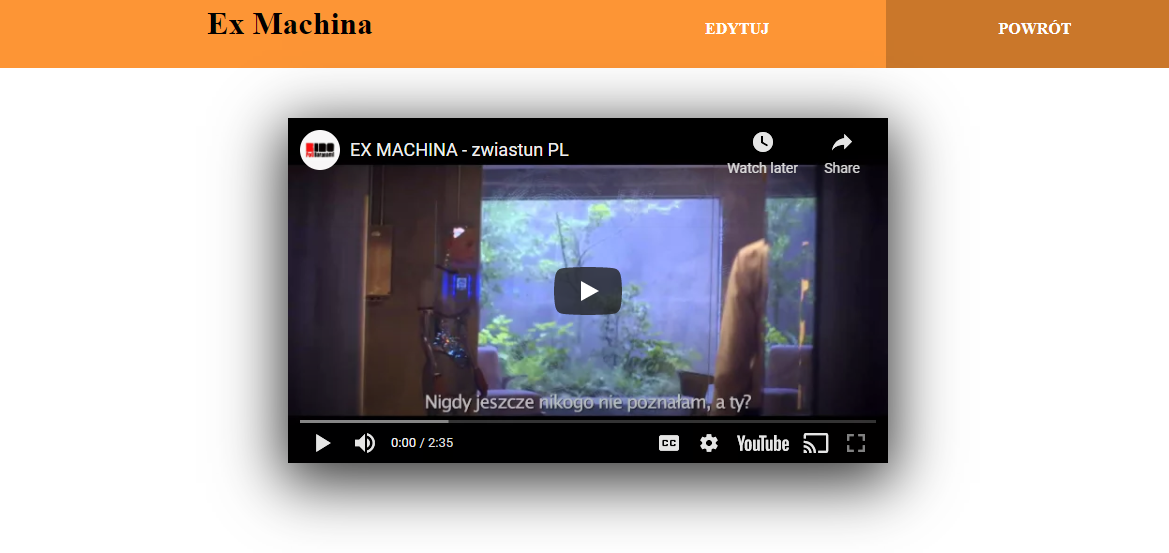 Ex Machina
EDYTUJ
POWRÓT
EX MACHINA - zwiastun PL
Watch later
Share
Nigdy jeszcze nikogo nie poznałam, a ty?
0:00 / 2:35
CC
YouTube